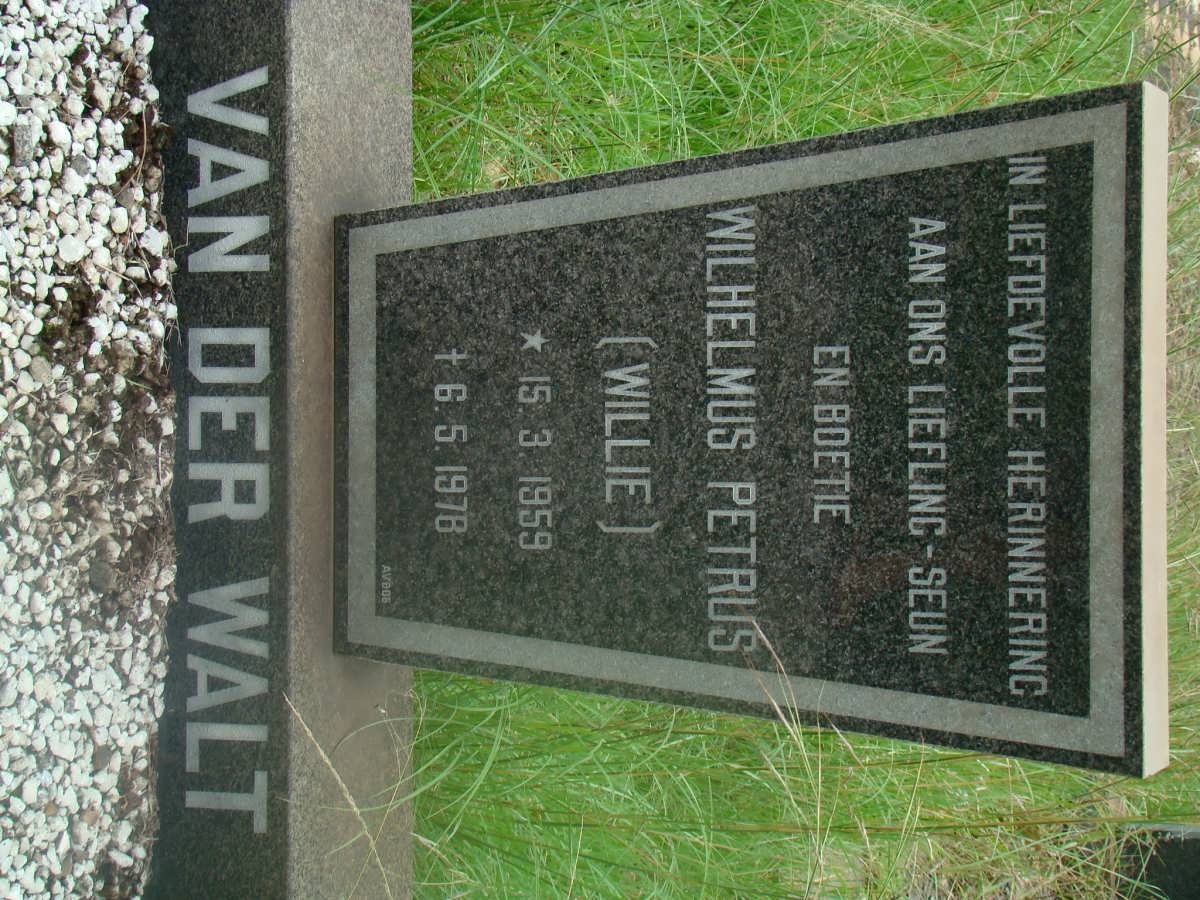 IN LIEFDEVOLLE HERINNERING
AAN ONS LIEFLING-SEUN
EN BOETIE
WILHELMUS PETRUS
(WILLIE)
★ 15. 3. 1959
† 6. 5. 1978
AVBOB
VAN DER WALT